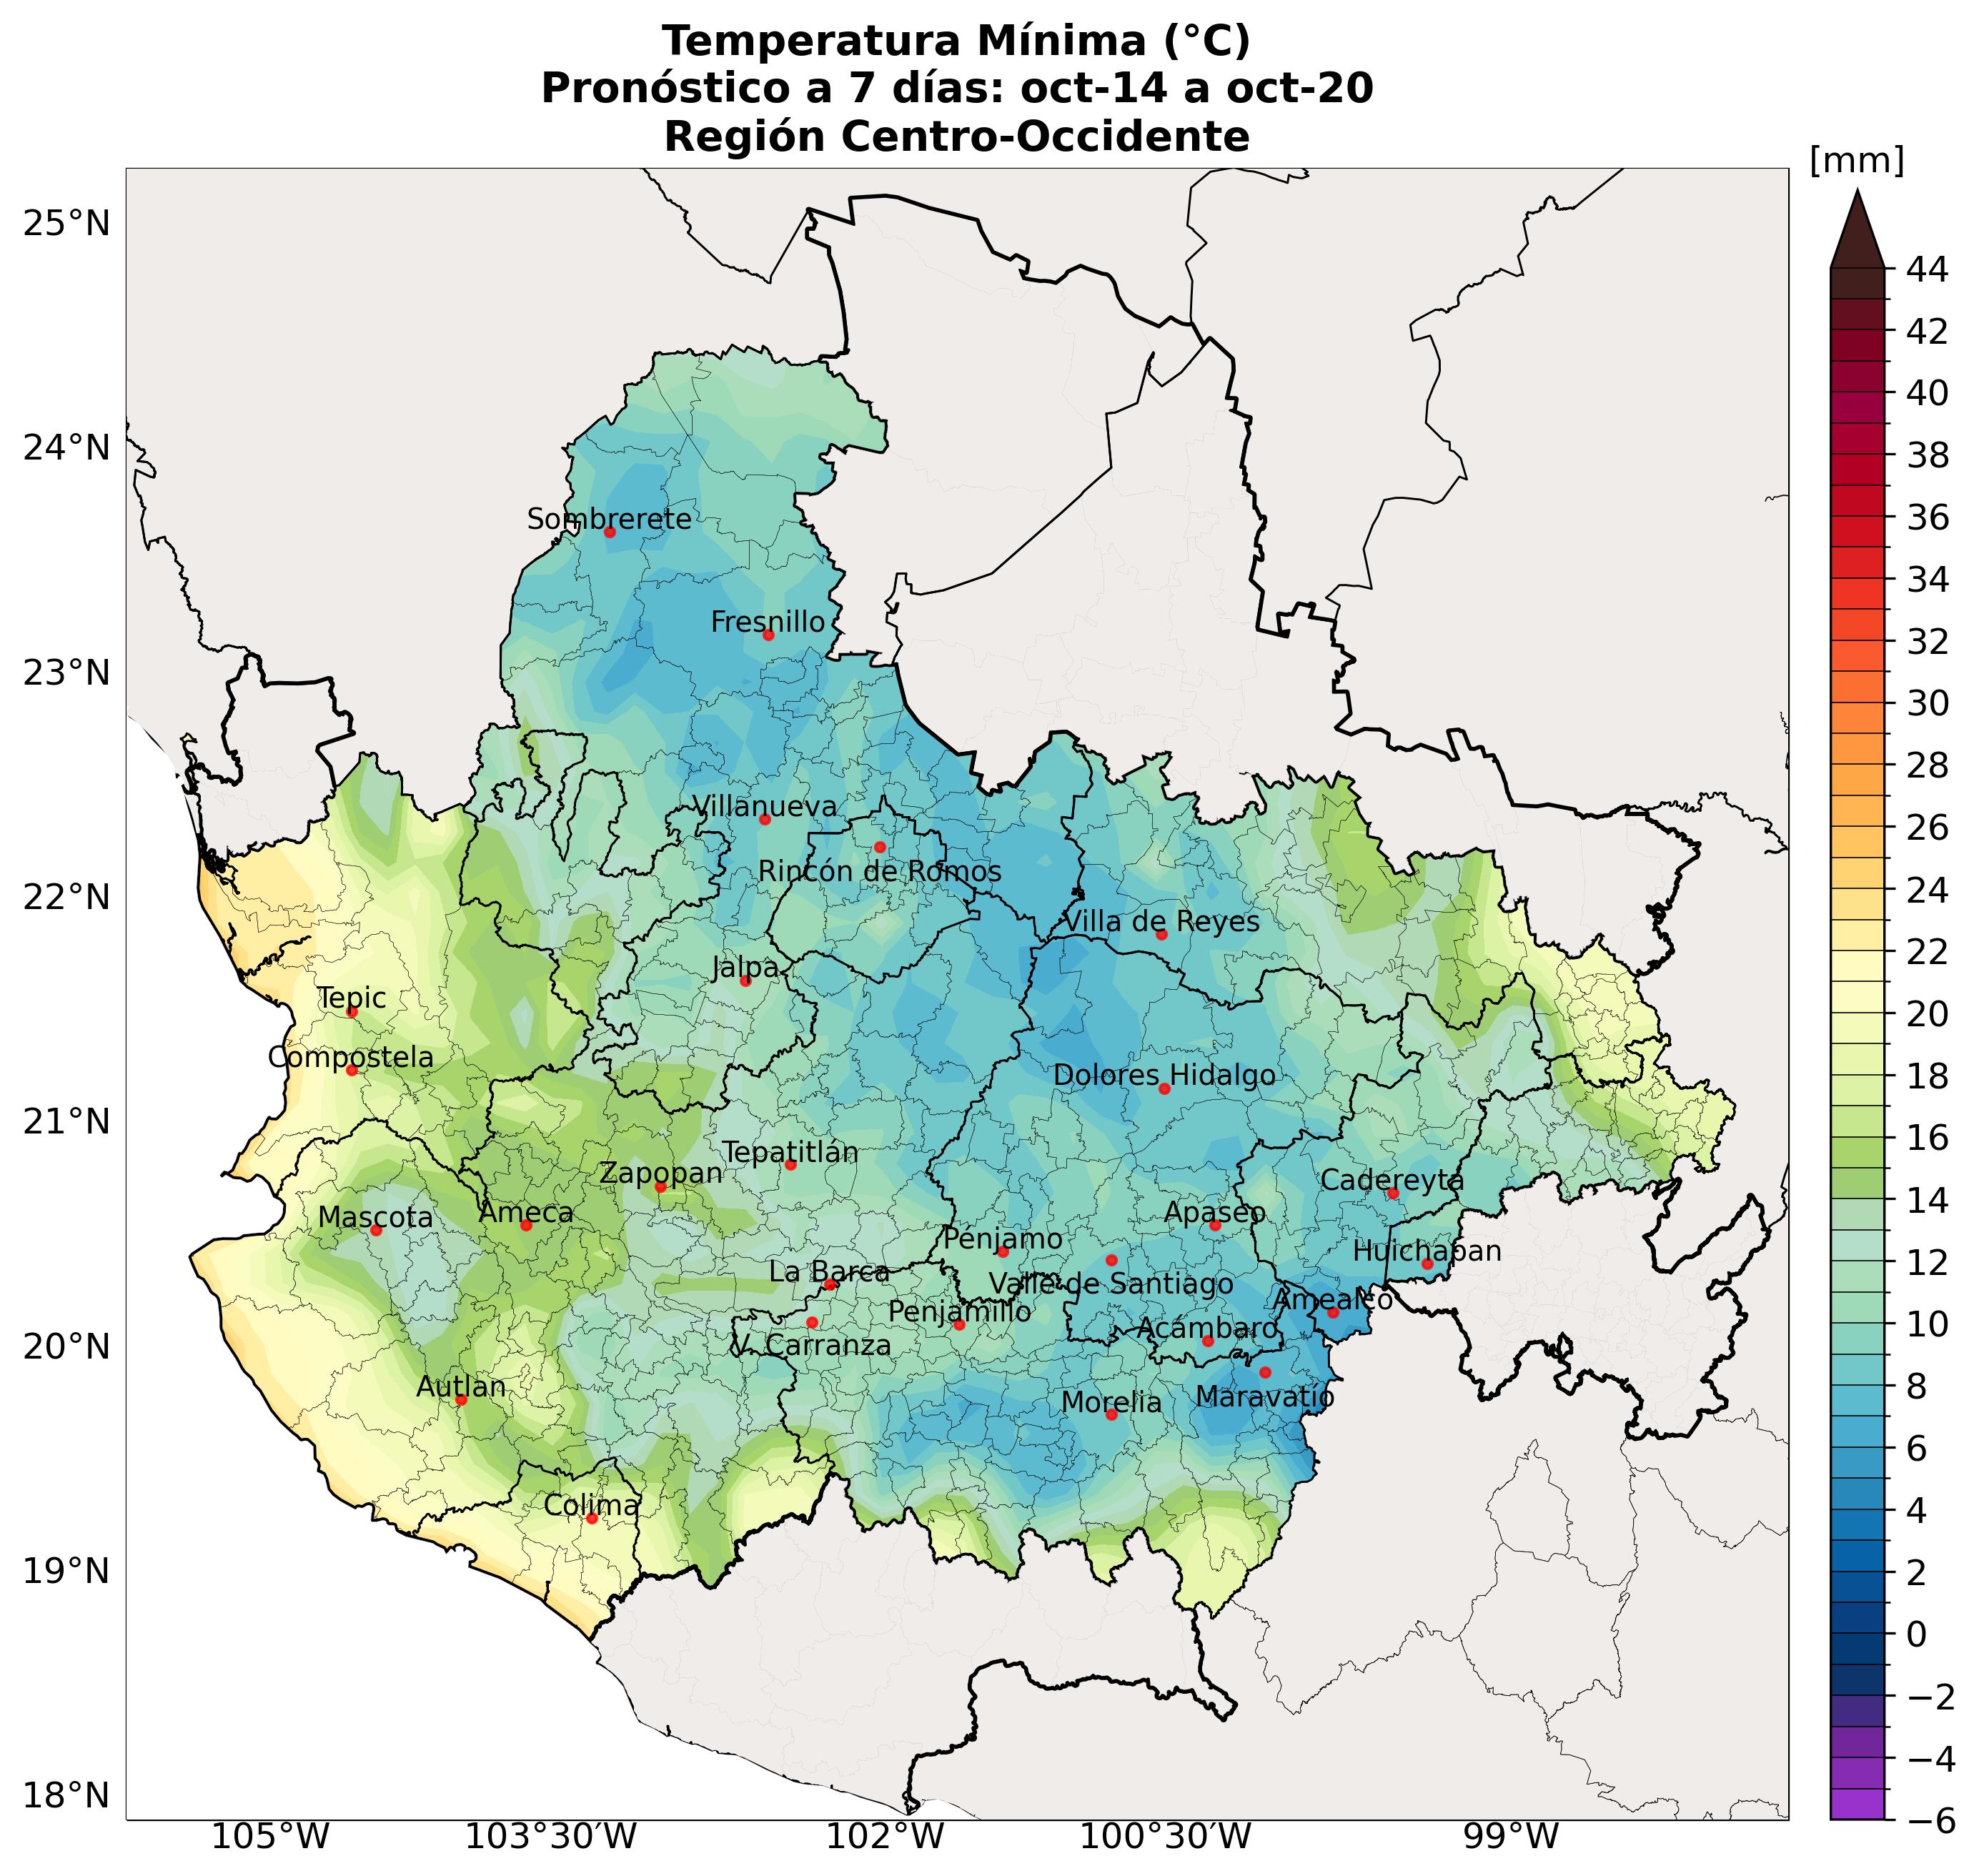 Temperatura Mínima (°C)
Pronóstico a 7 días: oct-14 a oct-20
Región Centro-Occidente
[mm]
25°N
24°N
23°N
22°N
21°N
20°N
19°N
18°N
Sombrerete
Fresnillo
Villanueva
Rincón de Romos
Villa de Reyes
Jalpa
Tepic
Compostela
Dolores Hidalgo
Tepatitlán
Zapopan
Cadereyta
Mascota
Ameca
Apaseo
Pénjamo
Huichapan
La Barca
Valle de Santiago
Amealco
Penjamillo
Acámbaro
V. Carranza
Autlan
Morelia
Maravatío
Colima
105°W
103°30′W
102°W
100°30′W
99°W
44
42
40
38
36
34
32
30
28
26
24
22
20
18
16
14
12
10
8
6
4
2
0
−2
−4
−6